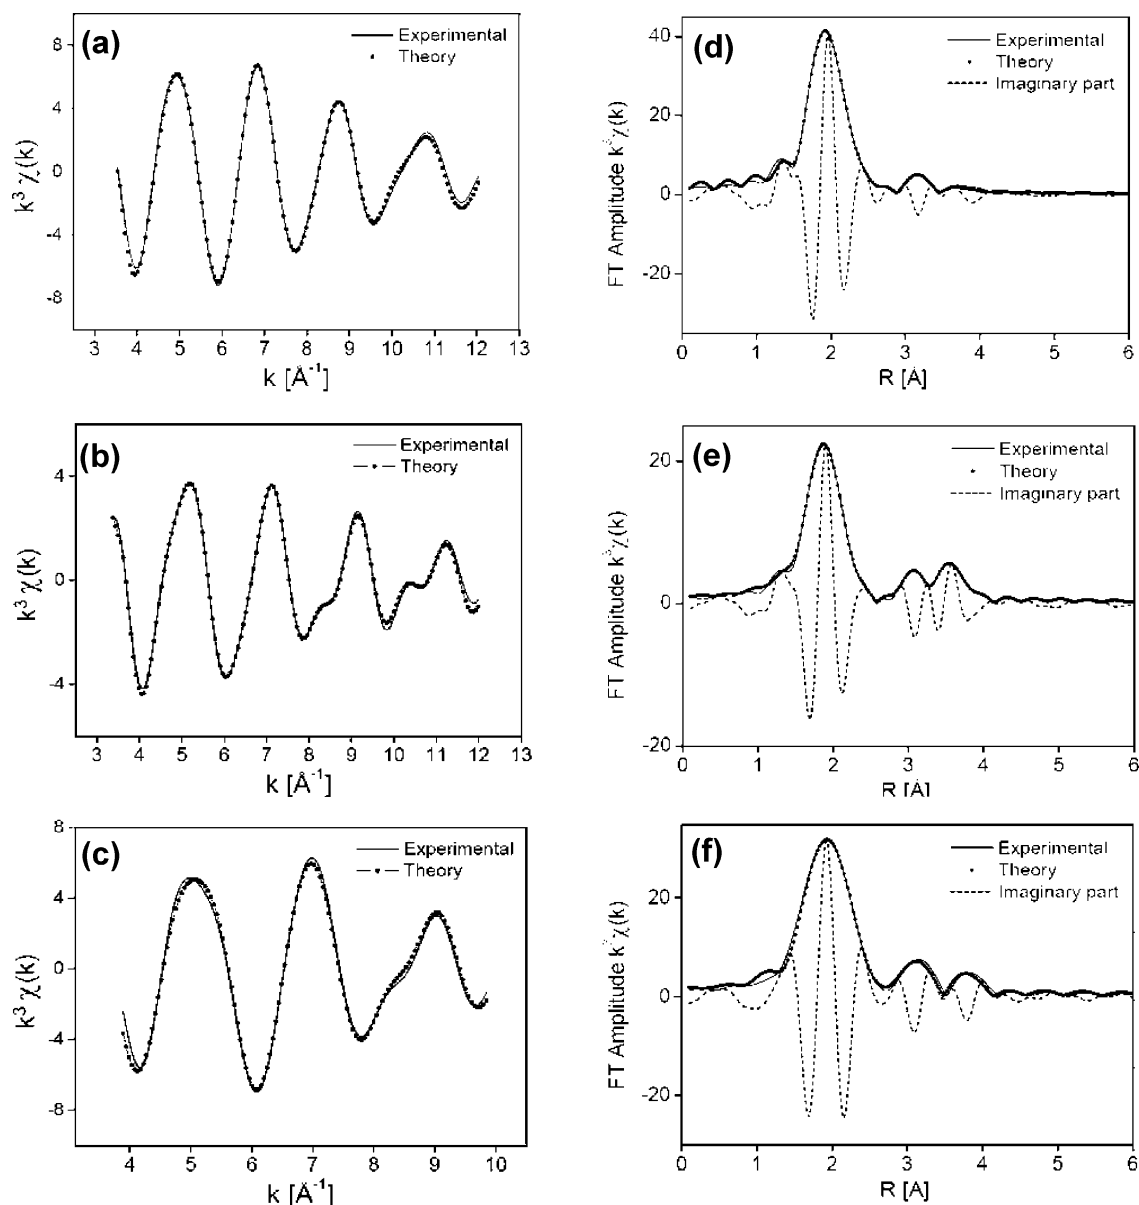 (a)
Experimental
Theory
8
4
0
-4
-8
k³ χ(k)
3 4 5 6 7 8 9 10 11 12 13
k [Å⁻¹]
(d)
Experimental
Theory
Imaginary part
40
20
0
-20
FT Amplitude k³χ(k)
0 1 2 3 4 5 6
R [Å]
(b)
Experimental
Theory
4
0
-4
k³ χ(k)
3 4 5 6 7 8 9 10 11 12 13
k [Å⁻¹]
(e)
Experimental
Theory
Imaginary part
20
0
-20
FT Amplitude k³χ(k)
0 1 2 3 4 5 6
R [Å]
(c)
Experimental
Theory
8
4
0
-4
-8
k³ χ(k)
4 5 6 7 8 9 10
k [Å⁻¹]
(f)
Experimental
Theory
Imaginary part
20
0
-20
FT Amplitude k³χ(k)
0 1 2 3 4 5 6
R [Å]